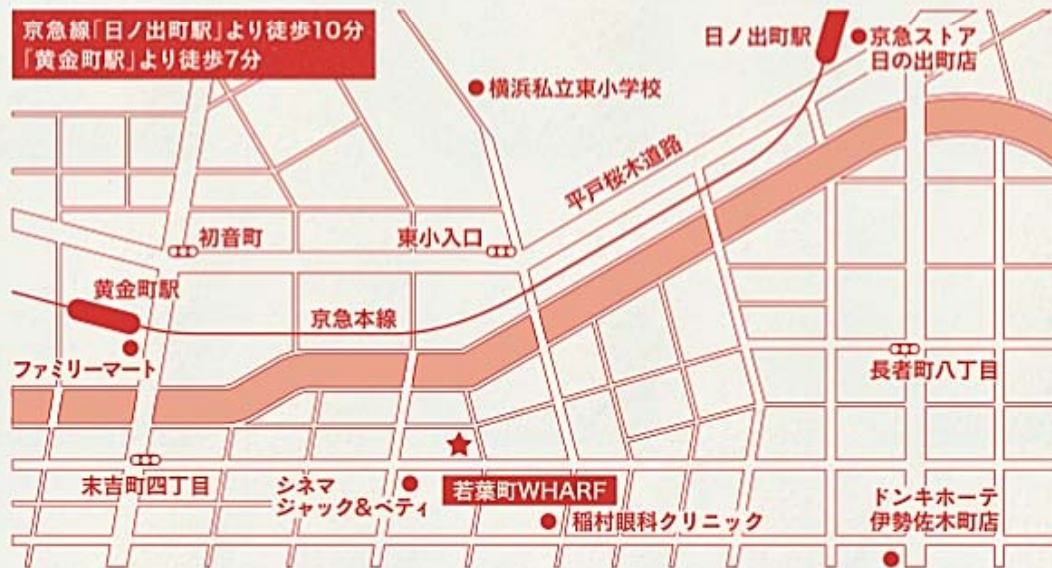 京急線「日ノ出町駅」より徒歩10分
「黄金町駅」より徒歩7分
日ノ出町駅
京急ストア
日の出町店
横浜私立東小学校
平戸桜木道路
初音町
東小入口
黄金町駅
京急本線
ファミリーマート
長者町八丁目
末吉町四丁目
シネマ
ジャック&ベティ
若葉町WHARF
稲村眼科クリニック
ドンキホーテ
伊勢佐木町店